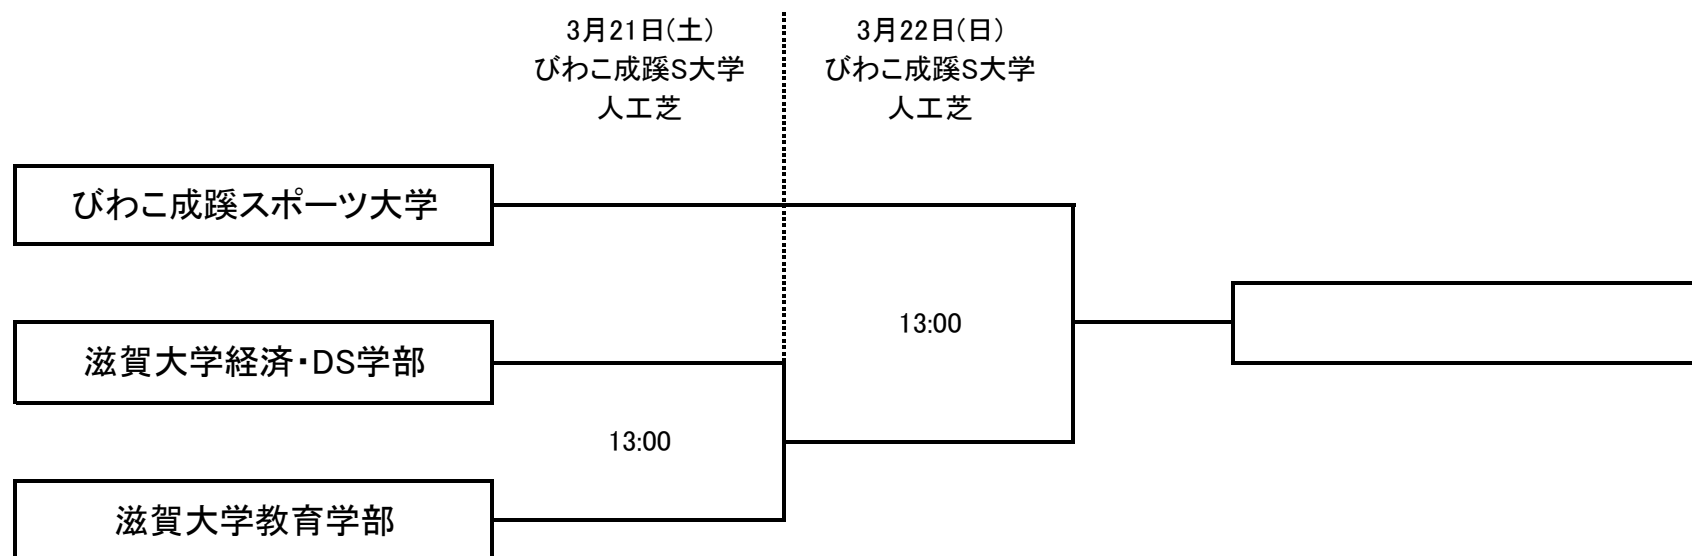 3月21日(土)
びわこ成蹊S大学
人工芝
3月22日(日)
びわこ成蹊S大学
人工芝
びわこ成蹊スポーツ大学
滋賀大学経済・DS学部
滋賀大学教育学部
13:00
13:00